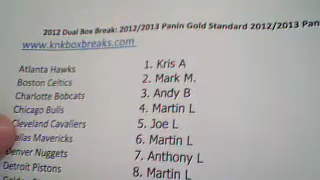 2012 Dual Box Break: 2012/2013 Panin Gold Standard 2012/2013 Pan
www.knkboxbreaks.com
Atlanta Hawks 1. Kris A
Boston Celtics 2. Mark M.
Charlotte Bobcats 3. Andy B
Chicago Bulls 4. Martin L
Cleveland Cavaliers 5. Joe L
allas Mavericks 6. Martin L
enver Nuggets 7. Anthony L
Detroit Pistons 8. Martin L